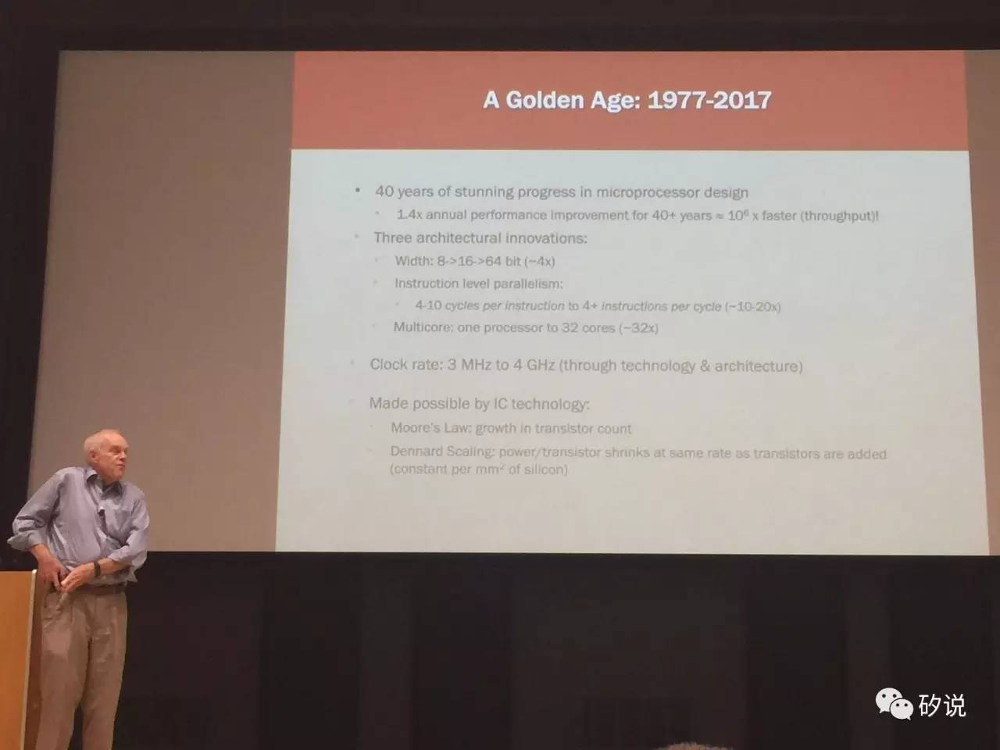 A Golden Age: 1977-2017
• 40 years of stunning progress in microprocessor design
• 1.4x annual performance improvement for 40+ years ≈ 10⁶ x faster (throughput)!
• Three architectural innovations:
• Width: 8->16->64 bit (~4x)
• Instruction level parallelism:
• 4-10 cycles per instruction to 4+ instructions per cycle (~10-20x)
• Multicore: one processor to 32 cores (~32x)
• Clock rate: 3 MHz to 4 GHz (through technology & architecture)
• Made possible by IC technology:
• Moore's Law: growth in transistor count
• Dennard Scaling: power/transistor shrinks at same rate as transistors are added
(constant per mm² of silicon)
矽说